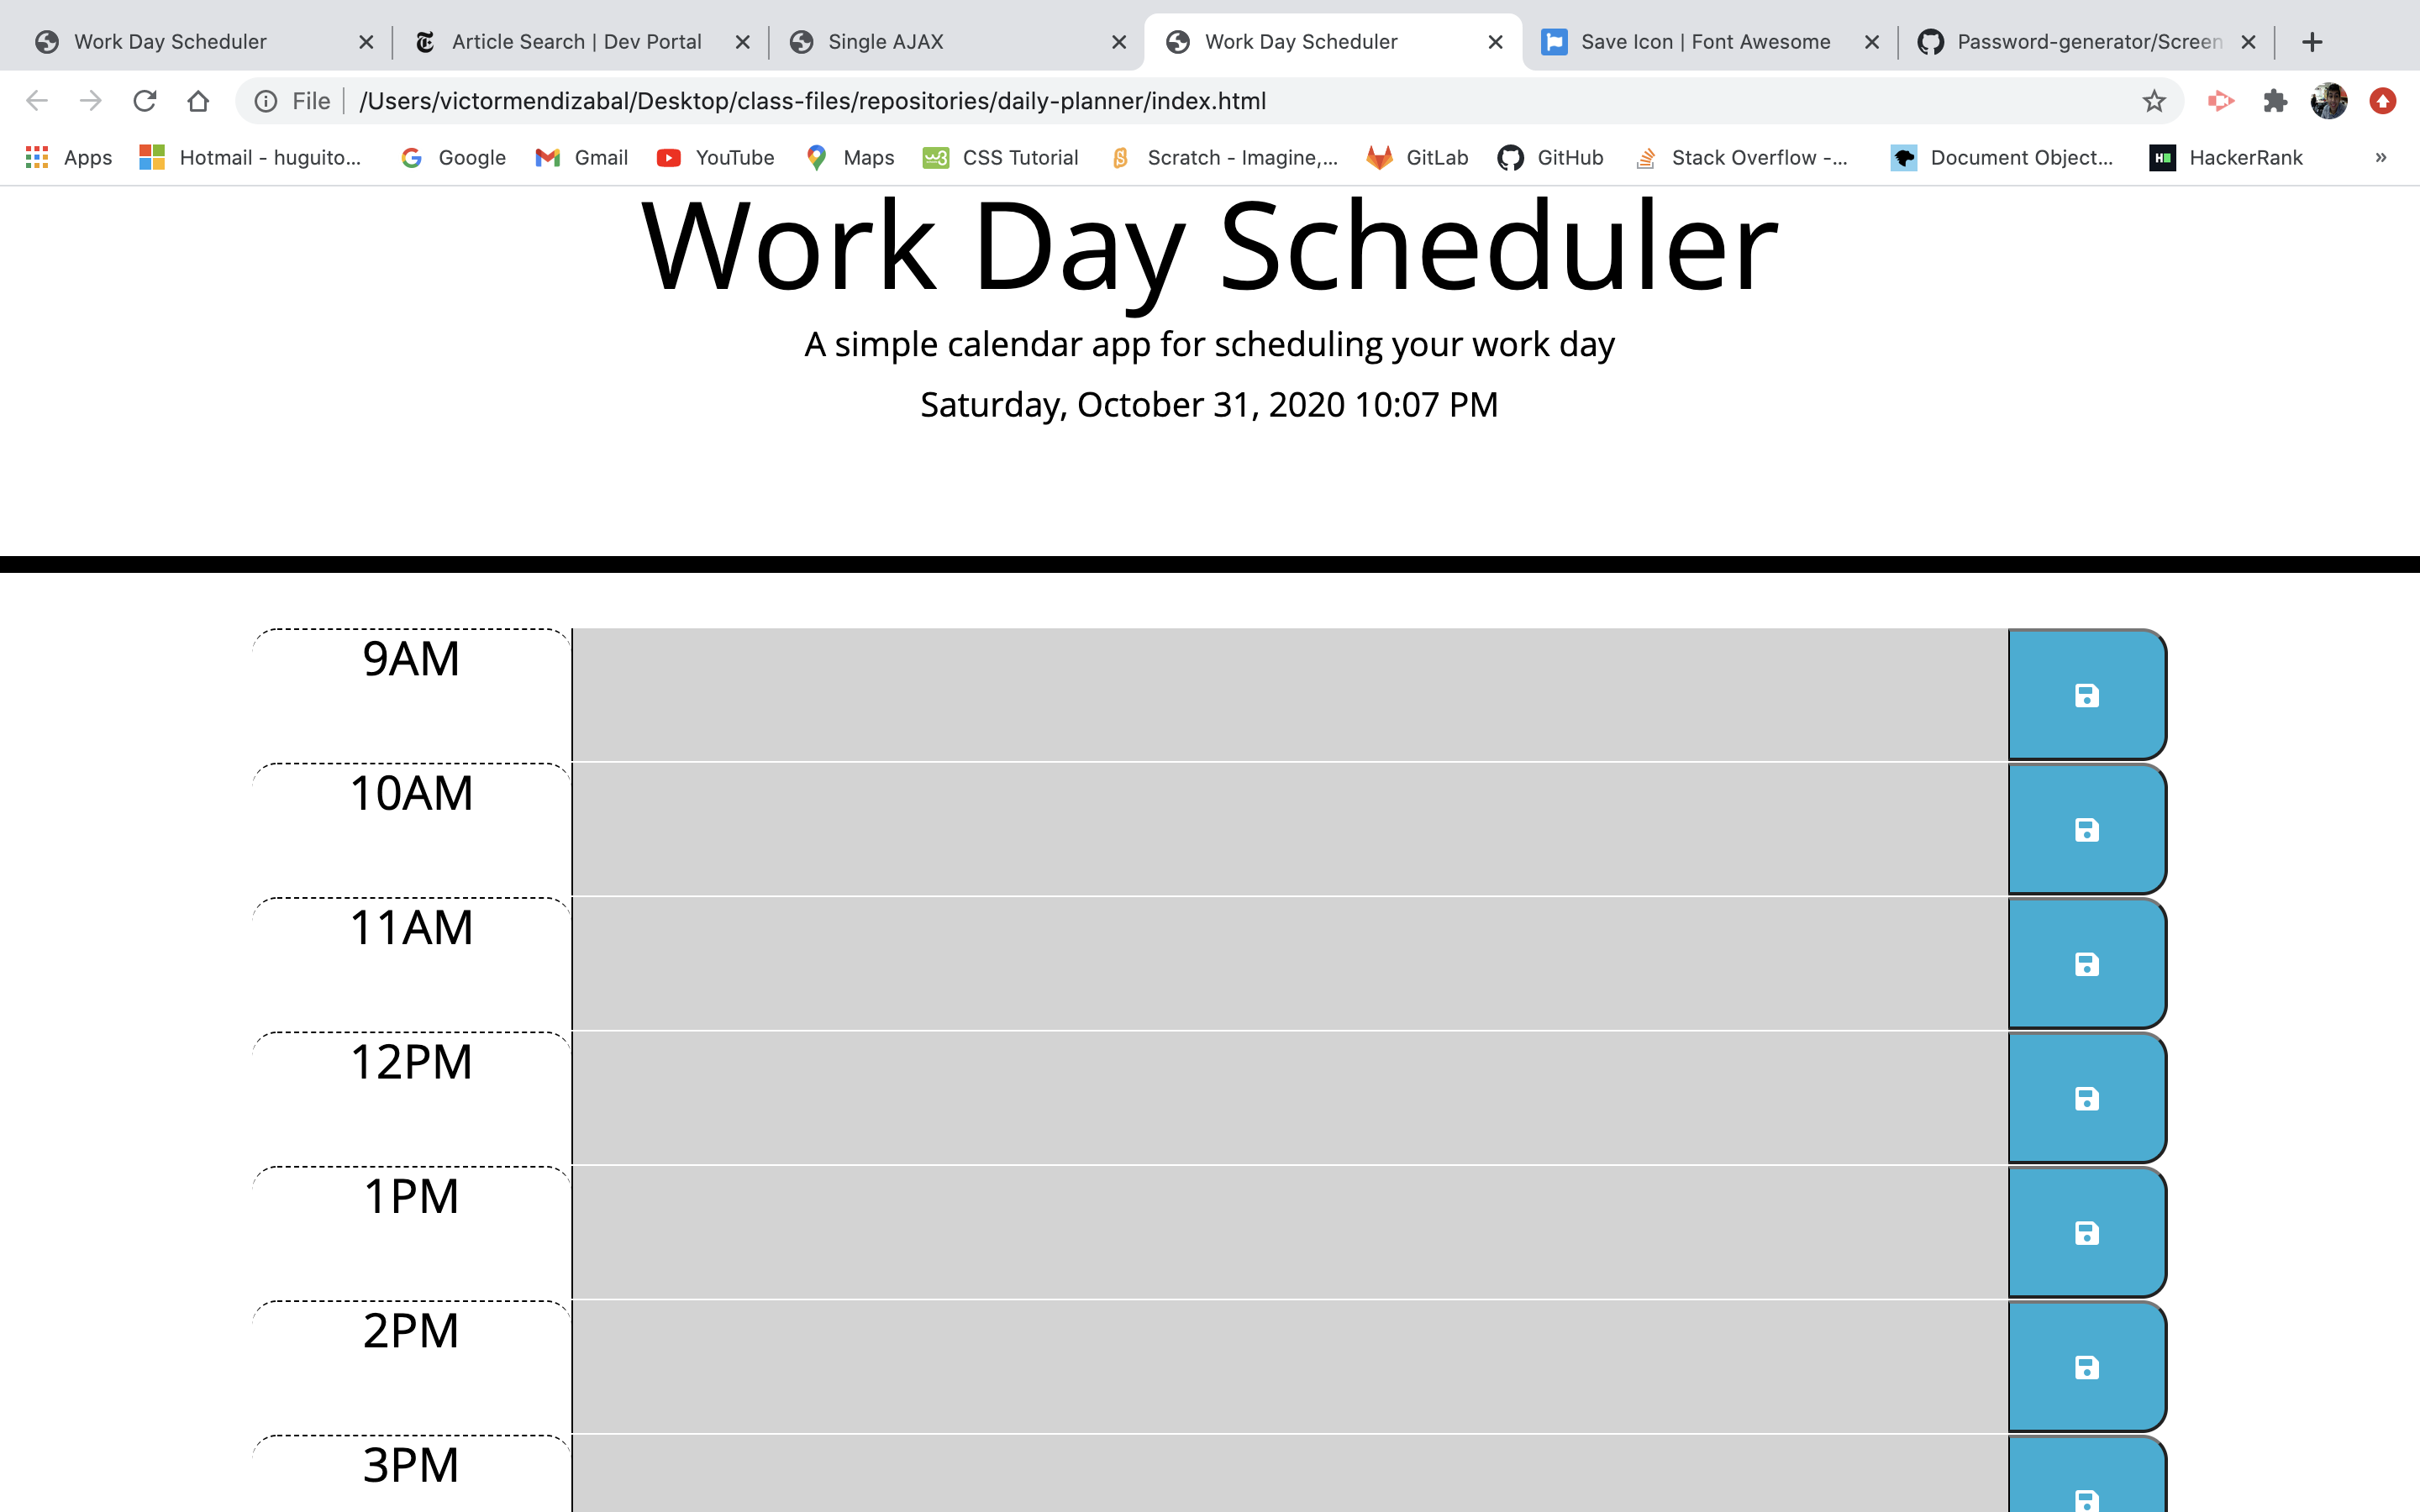 Work Day Scheduler
Article Search | Dev Portal
Single AJAX
Work Day Scheduler
Save Icon | Font Awesome
Password-generator/Screen
File /Users/victormendizabal/Desktop/class-files/repositories/daily-planner/index.html
Apps
Hotmail - huguito...
Google
Gmail
YouTube
Maps
CSS Tutorial
Scratch - Imagine,...
GitLab
GitHub
Stack Overflow -...
Document Object...
HackerRank
»
Work Day Scheduler
A simple calendar app for scheduling your work day
Saturday, October 31, 2020 10:07 PM
9AM
10AM
11AM
12PM
1PM
2PM
3PM